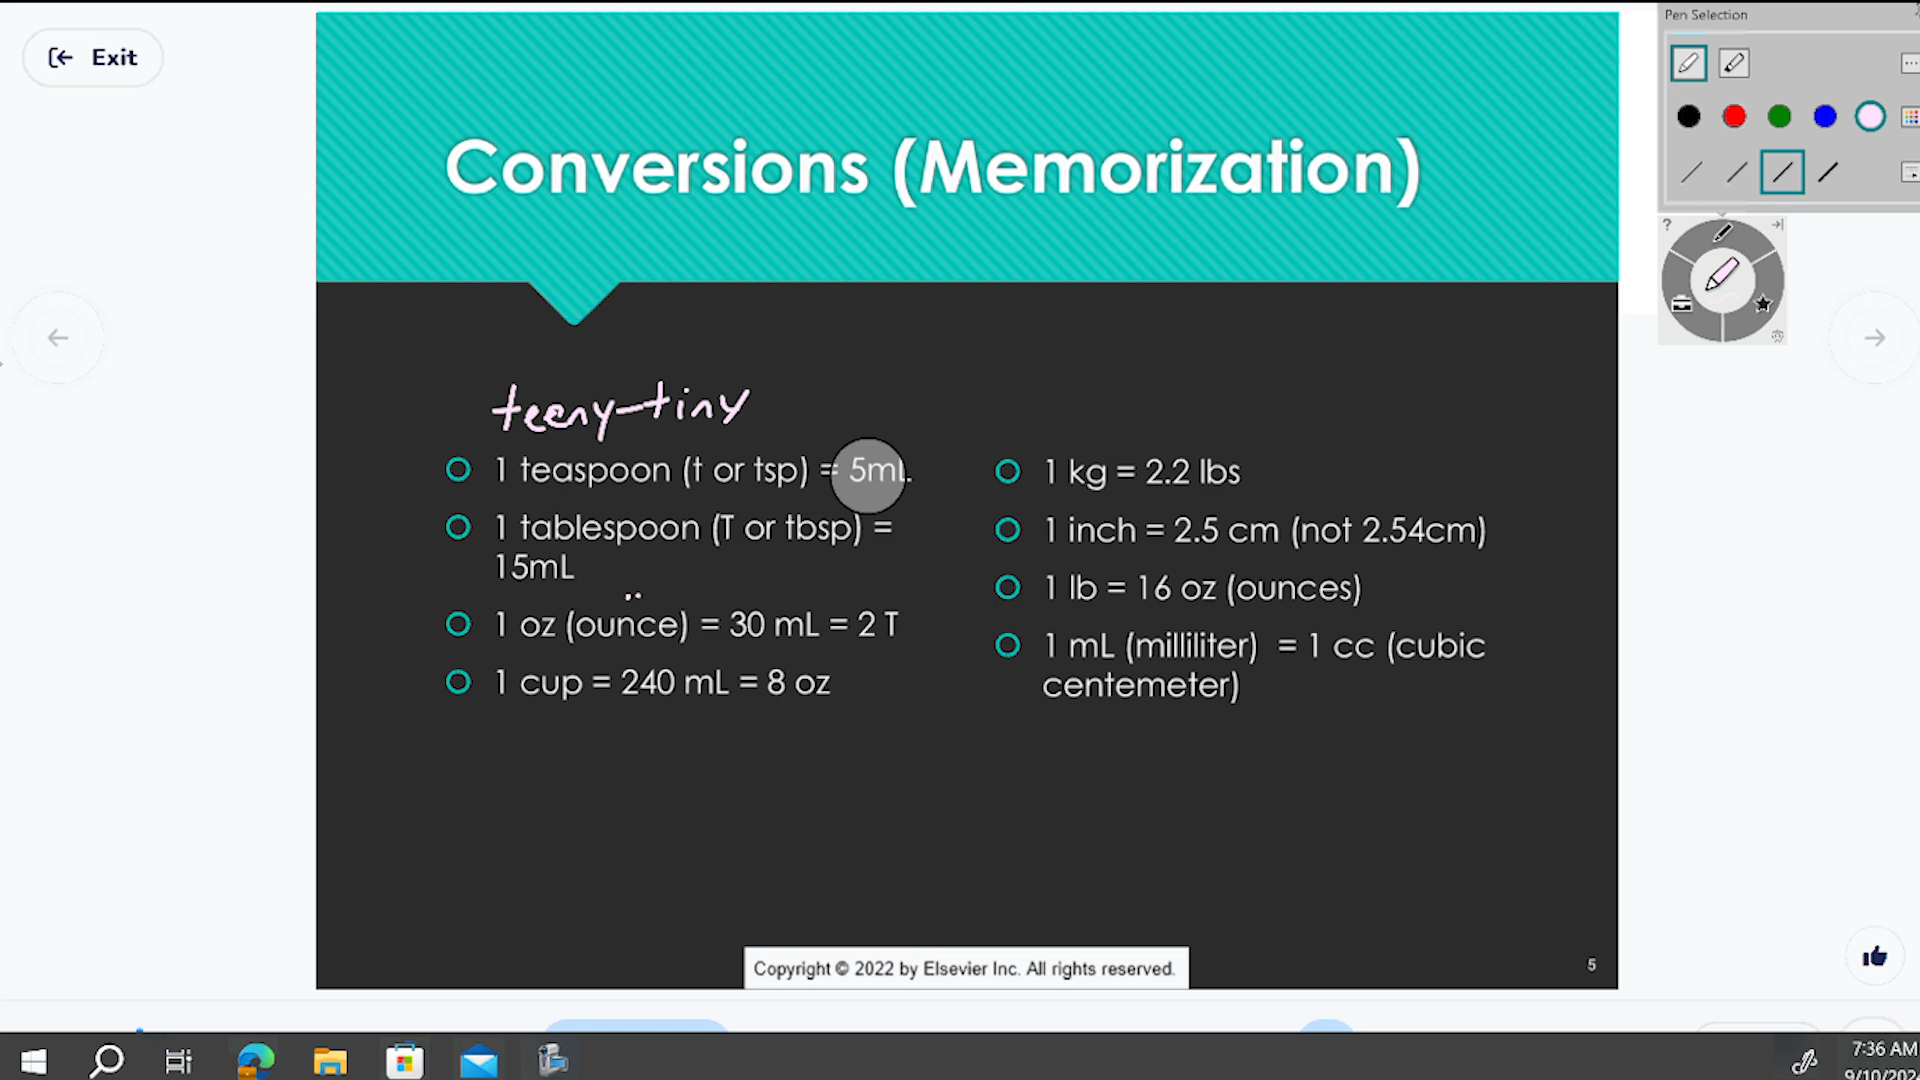 Exit
Pen Selection
Conversions (Memorization)
teeny-tiny
1 teaspoon (t or tsp) = 5mL
1 tablespoon (T or tbsp) =
15mL
1 oz (ounce) = 30 mL = 2 T
1 cup = 240 mL = 8 oz
1 kg = 2.2 lbs
1 inch = 2.5 cm (not 2.54cm)
1 lb = 16 oz (ounces)
1 mL (milliliter) = 1 cc (cubic
centemeter)
Copyright © 2022 by Elsevier Inc. All rights reserved.
5
7:36 AM